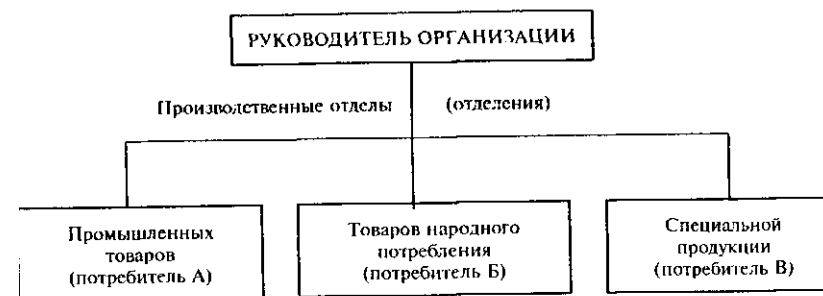 РУКОВОДИТЕЛЬ ОРГАНИЗАЦИИ
Производственные отделы (отделения)
Промышленных
товаров
(потребитель А)
Товаров народного
потребления
(потребитель Б)
Специальной
продукции
(потребитель В)